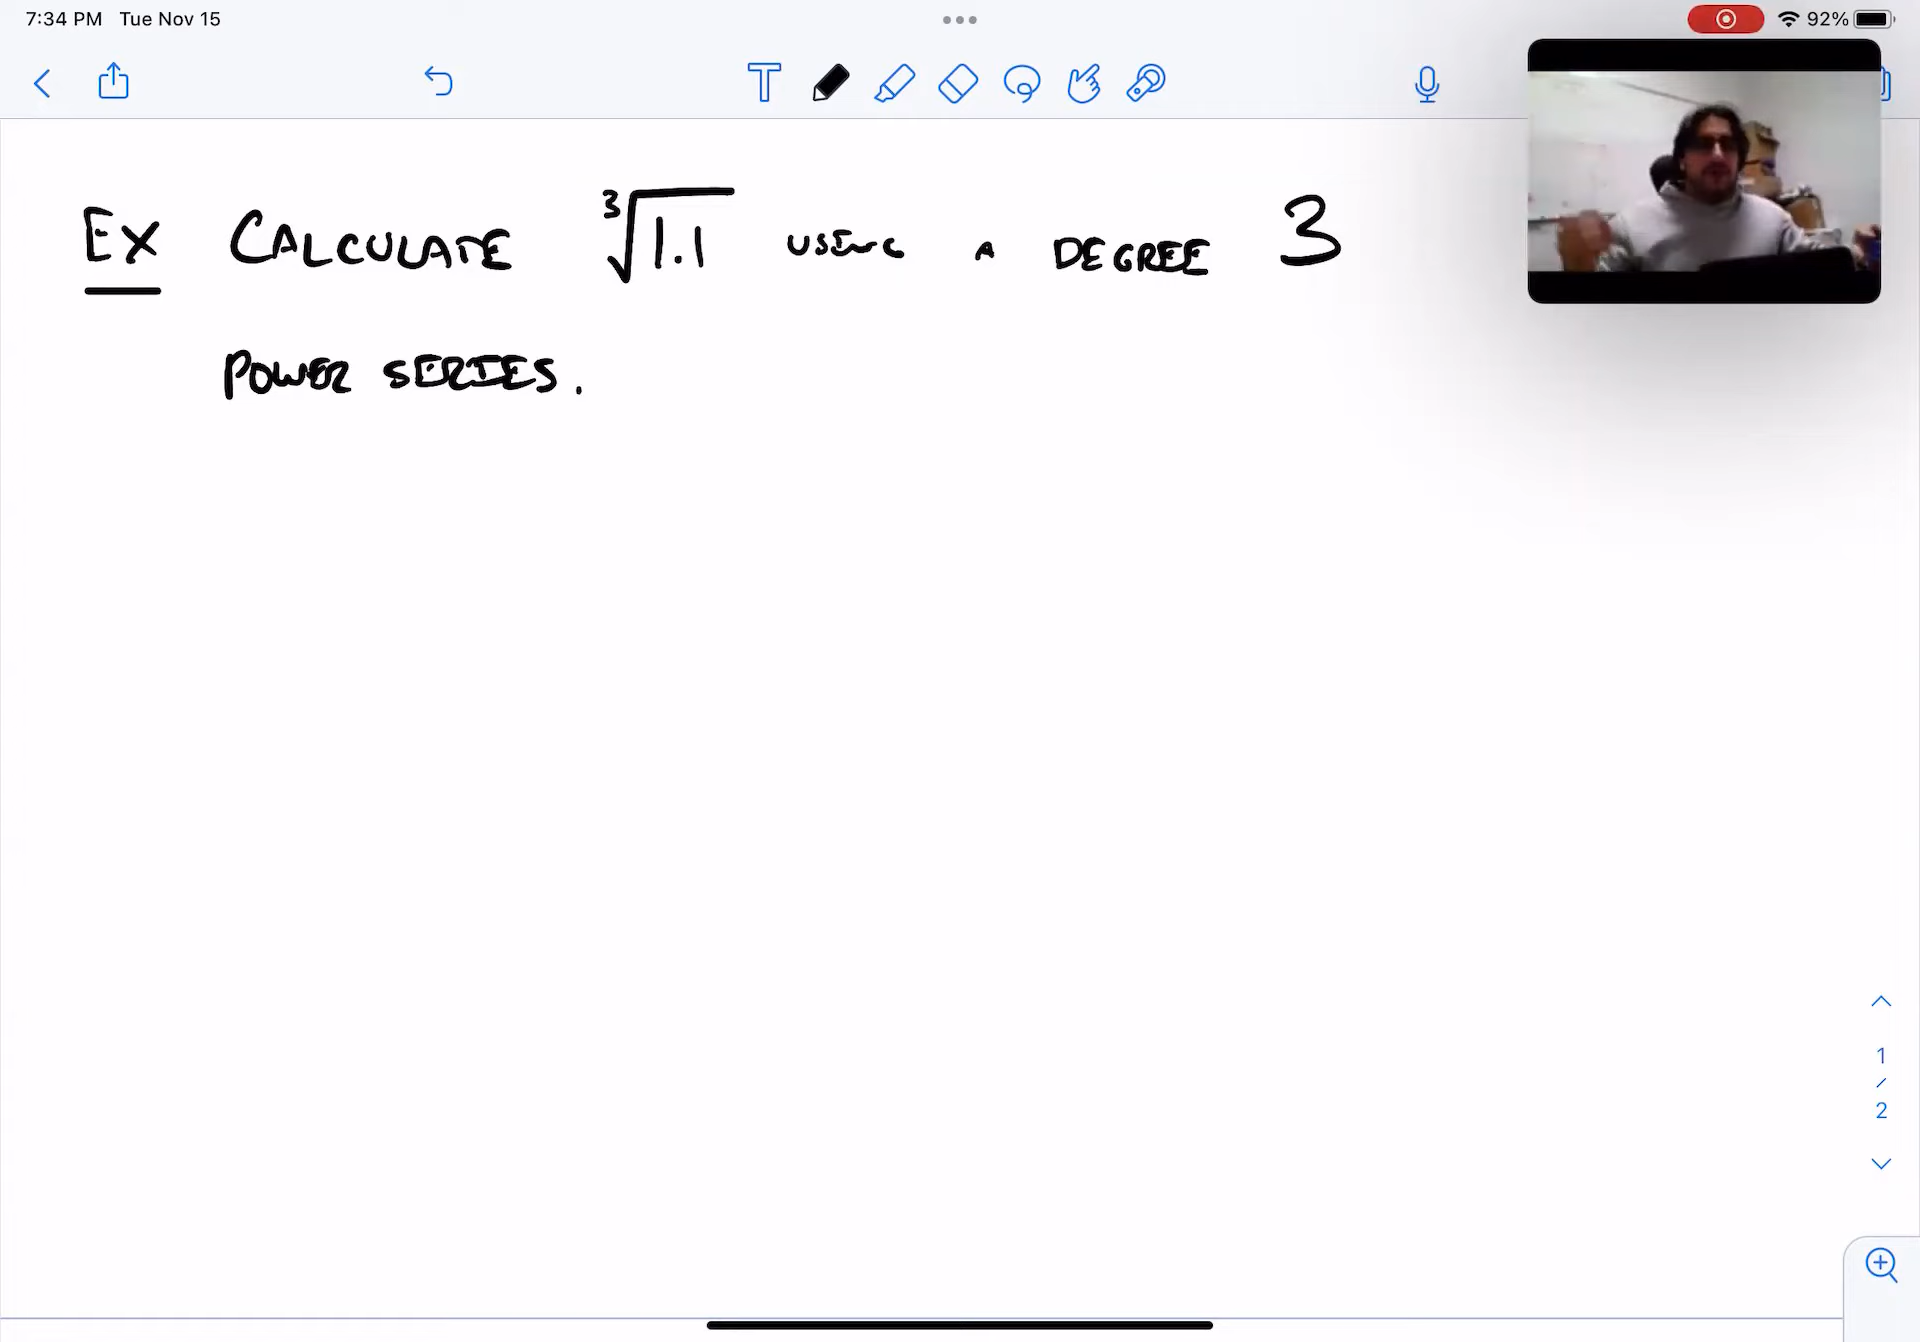 7:34 PM Tue Nov 15
92%
T
EX CALCULATE ∛1.1 USING A DEGREE 3
POWER SERIES.
1
/
2